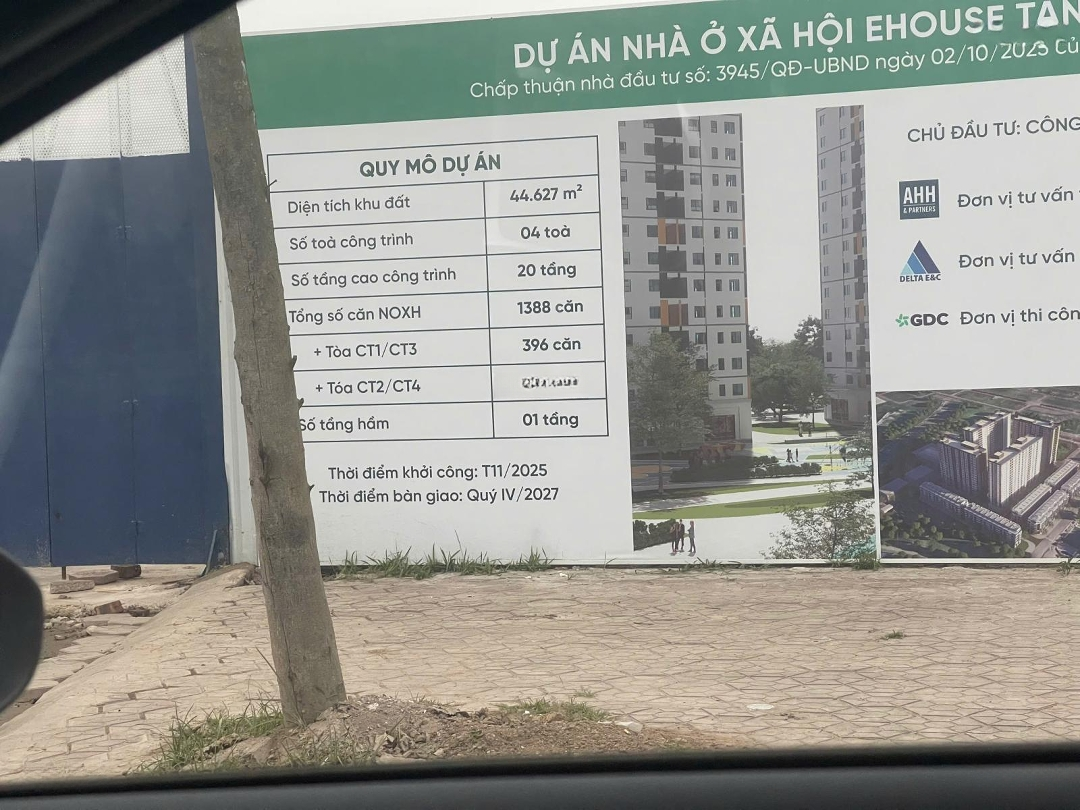 DỰ ÁN NHÀ Ở XÃ HỘI EHOUSE
Chấp thuận nhà đầu tư số: 3945/QĐ-UBND ngày 02/10/2025
QUY MÔ DỰ ÁN
Diện tích khu đất 44.627 m²
Số toà công trình 04 toà
Số tầng cao công trình 20 tầng
Tổng số căn NOXH 1388 căn
+ Tòa CT1/CT3 396 căn
+ Tóa CT2/CT4
Số tầng hầm 01 tầng
Thời điểm khởi công: T11/2025
Thời điểm bàn giao: Quý IV/2027
CHỦ ĐẦU TƯ: CÔNG
AHH
& PARTNERS
Đơn vị tư vấn
DELTA E&C
Đơn vị tư vấn
GDC Đơn vị thi côn